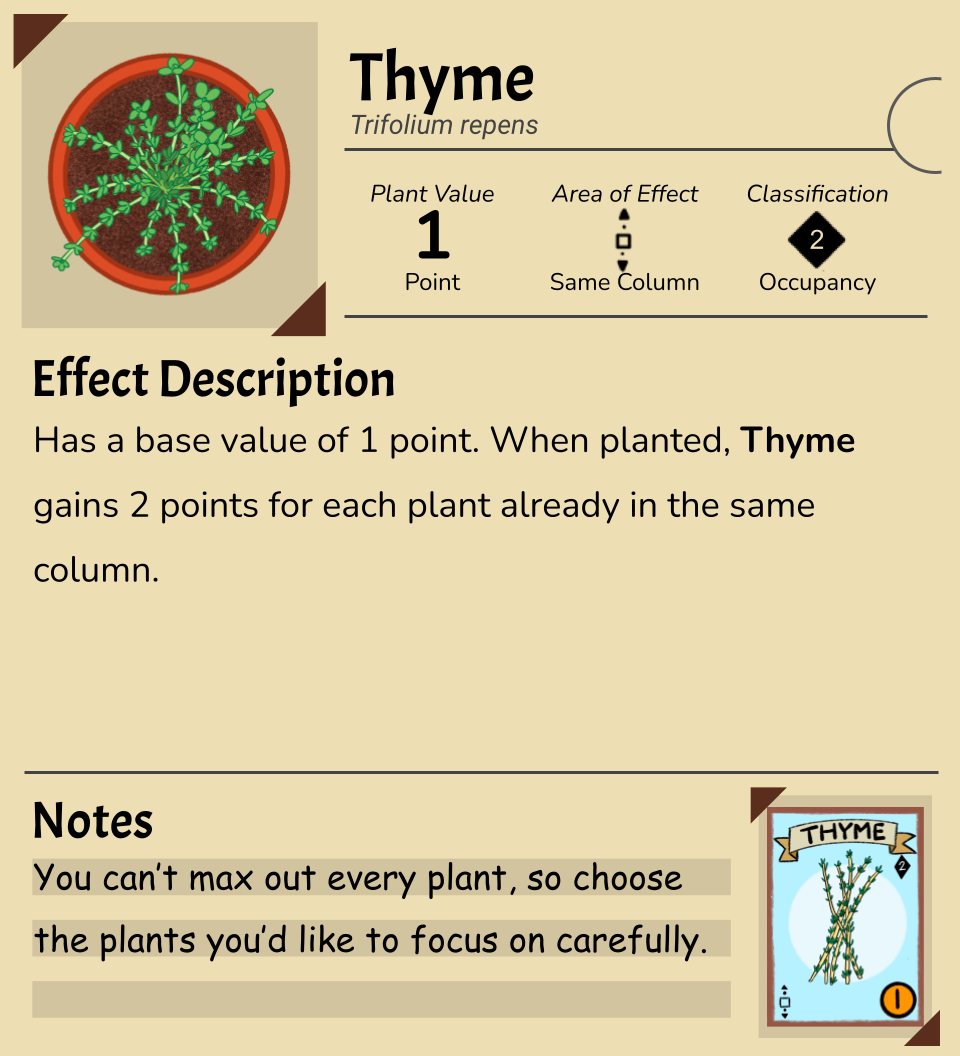 Thyme
Trifolium repens
Plant Value
Area of Effect
Classification
1
2
Point
Same Column
Occupancy
Effect Description
Has a base value of 1 point. When planted, Thyme
gains 2 points for each plant already in the same
column.
Notes
You can't max out every plant, so choose
the plants you'd like to focus on carefully.
THYME
2
1